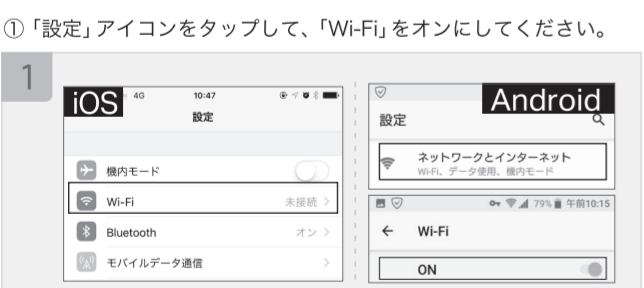 ①「設定」アイコンをタップして、「Wi-Fi」をオンにしてください。
1
iOS 4G 10:47
設定
機内モード
Wi-Fi 未接続 >
Bluetooth オン >
モバイルデータ通信 >
Android
設定
ネットワークとインターネット
Wi-Fi、データ使用、機内モード
79% 午前10:15
← Wi-Fi
ON